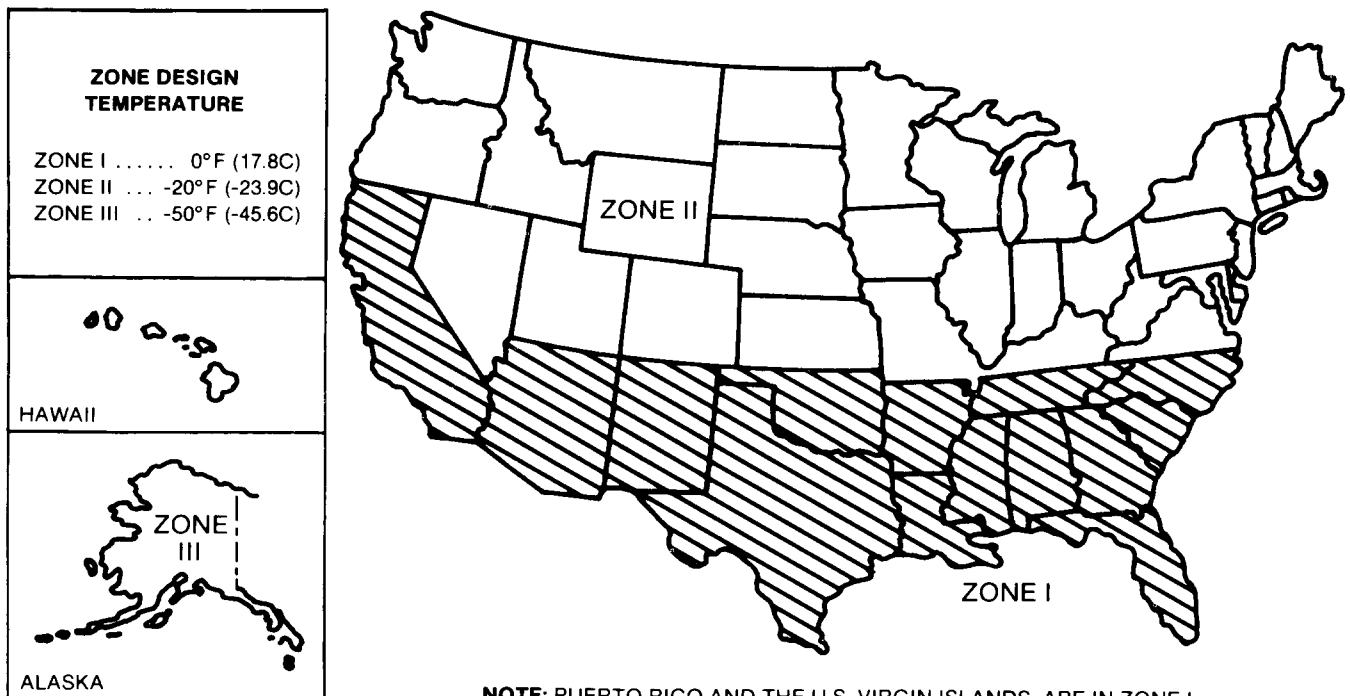 ZONE DESIGN
TEMPERATURE
ZONE I ...... 0°F (17.8C)
ZONE II ... -20°F (-23.9C)
ZONE III .. -50°F (-45.6C)
HAWAII
ZONE
III
ALASKA
ZONE II
ZONE I
NOTE: PUERTO RICO AND THE U.S. VIRGIN ISLANDS, ARE IN ZONE I